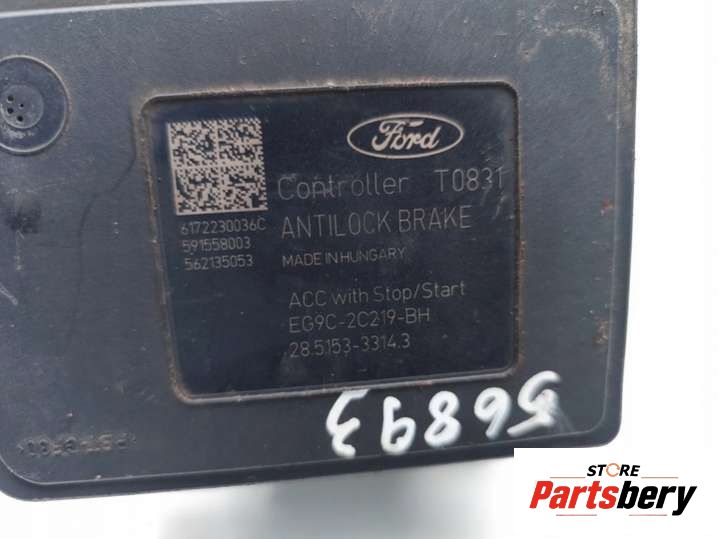 Ford
Controller T0831
ANTILOCK BRAKE
MADE IN HUNGARY
6172230036C
591558003
562135053
ACC with Stop/Start
EG9C-2C219-BH
28.5153-3314.3
56893
STORE
Partsbery